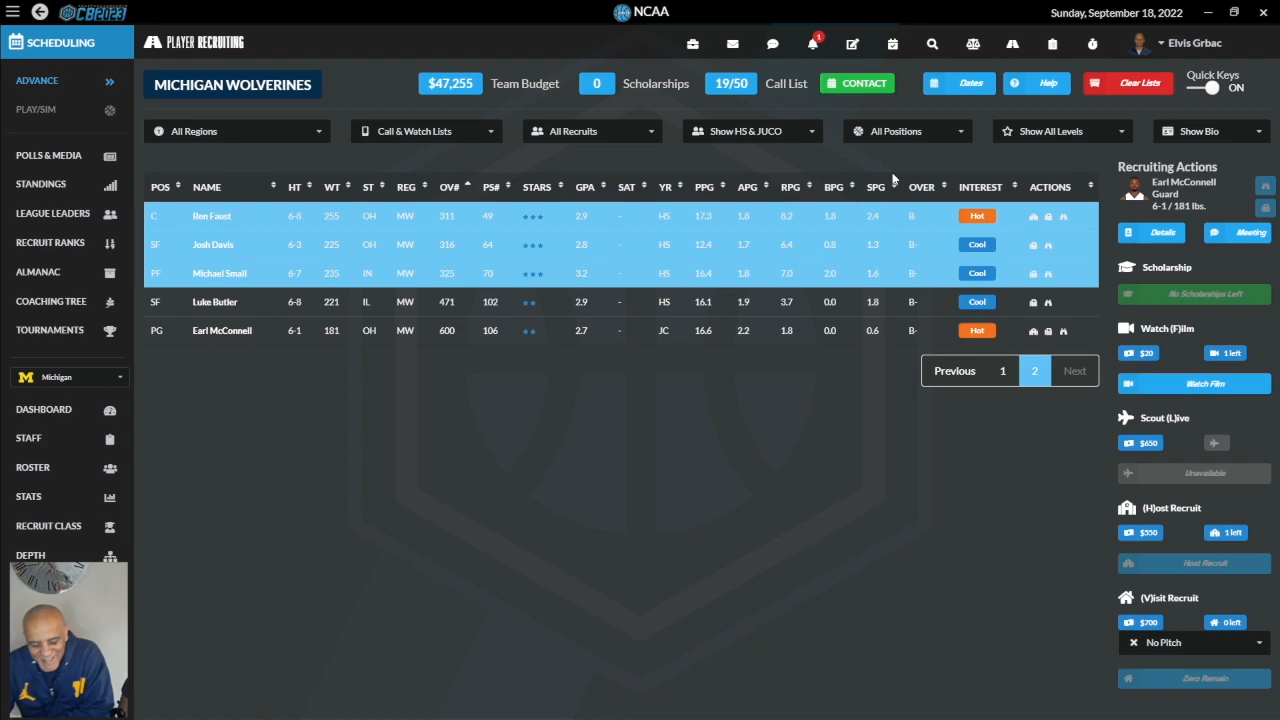 CB2023
NCAA
Sunday, September 18, 2022
SCHEDULING
PLAYER RECRUITING
1
Elvis Grbac
ADVANCE
PLAY/SIM
POLLS & MEDIA
STANDINGS
LEAGUE LEADERS
RECRUIT RANKS
ALMANAC
COACHING TREE
TOURNAMENTS
Michigan
DASHBOARD
STAFF
ROSTER
STATS
RECRUIT CLASS
DEPTH
MICHIGAN WOLVERINES
$47,255 Team Budget
0 Scholarships
19/50 Call List
CONTACT
Dates
Help
Clear Lists
Quick Keys
ON
All Regions
Call & Watch Lists
All Recruits
Show HS & JUCO
All Positions
Show All Levels
Show Bio
POS NAME HT WT ST REG OV# PS# STARS GPA SAT YR PPG APG RPG BPG SPG OVER INTEREST ACTIONS
C Ben Faust 6-8 255 OH MW 311 49 ★★★ 2.9 - HS 17.3 1.8 8.2 1.8 2.4 B Hot
SF Josh Davis 6-3 225 OH MW 316 64 ★★★ 2.8 - HS 12.4 1.7 6.4 0.8 1.3 B- Cool
PF Michael Small 6-7 235 IN MW 325 70 ★★★ 3.2 - HS 16.4 1.8 7.0 2.0 1.6 B- Cool
SF Luke Butler 6-8 221 IL MW 471 102 ★★ 2.9 - HS 16.1 1.9 3.7 0.0 1.8 B- Cool
PG Earl McConnell 6-1 181 OH MW 600 106 ★★ 2.7 - JC 16.6 2.2 1.8 0.0 0.6 B- Hot
Previous 1 2 Next
Recruiting Actions
Earl McConnell
Guard
6-1 / 181 lbs.
Details
Meeting
Scholarship
No Scholarships Left
Watch (F)ilm
$20
1 left
Watch Film
Scout (L)ive
$650
Unavailable
(H)ost Recruit
$550
1 left
Host Recruit
(V)isit Recruit
$700
0 left
No Pitch
Zero Remain